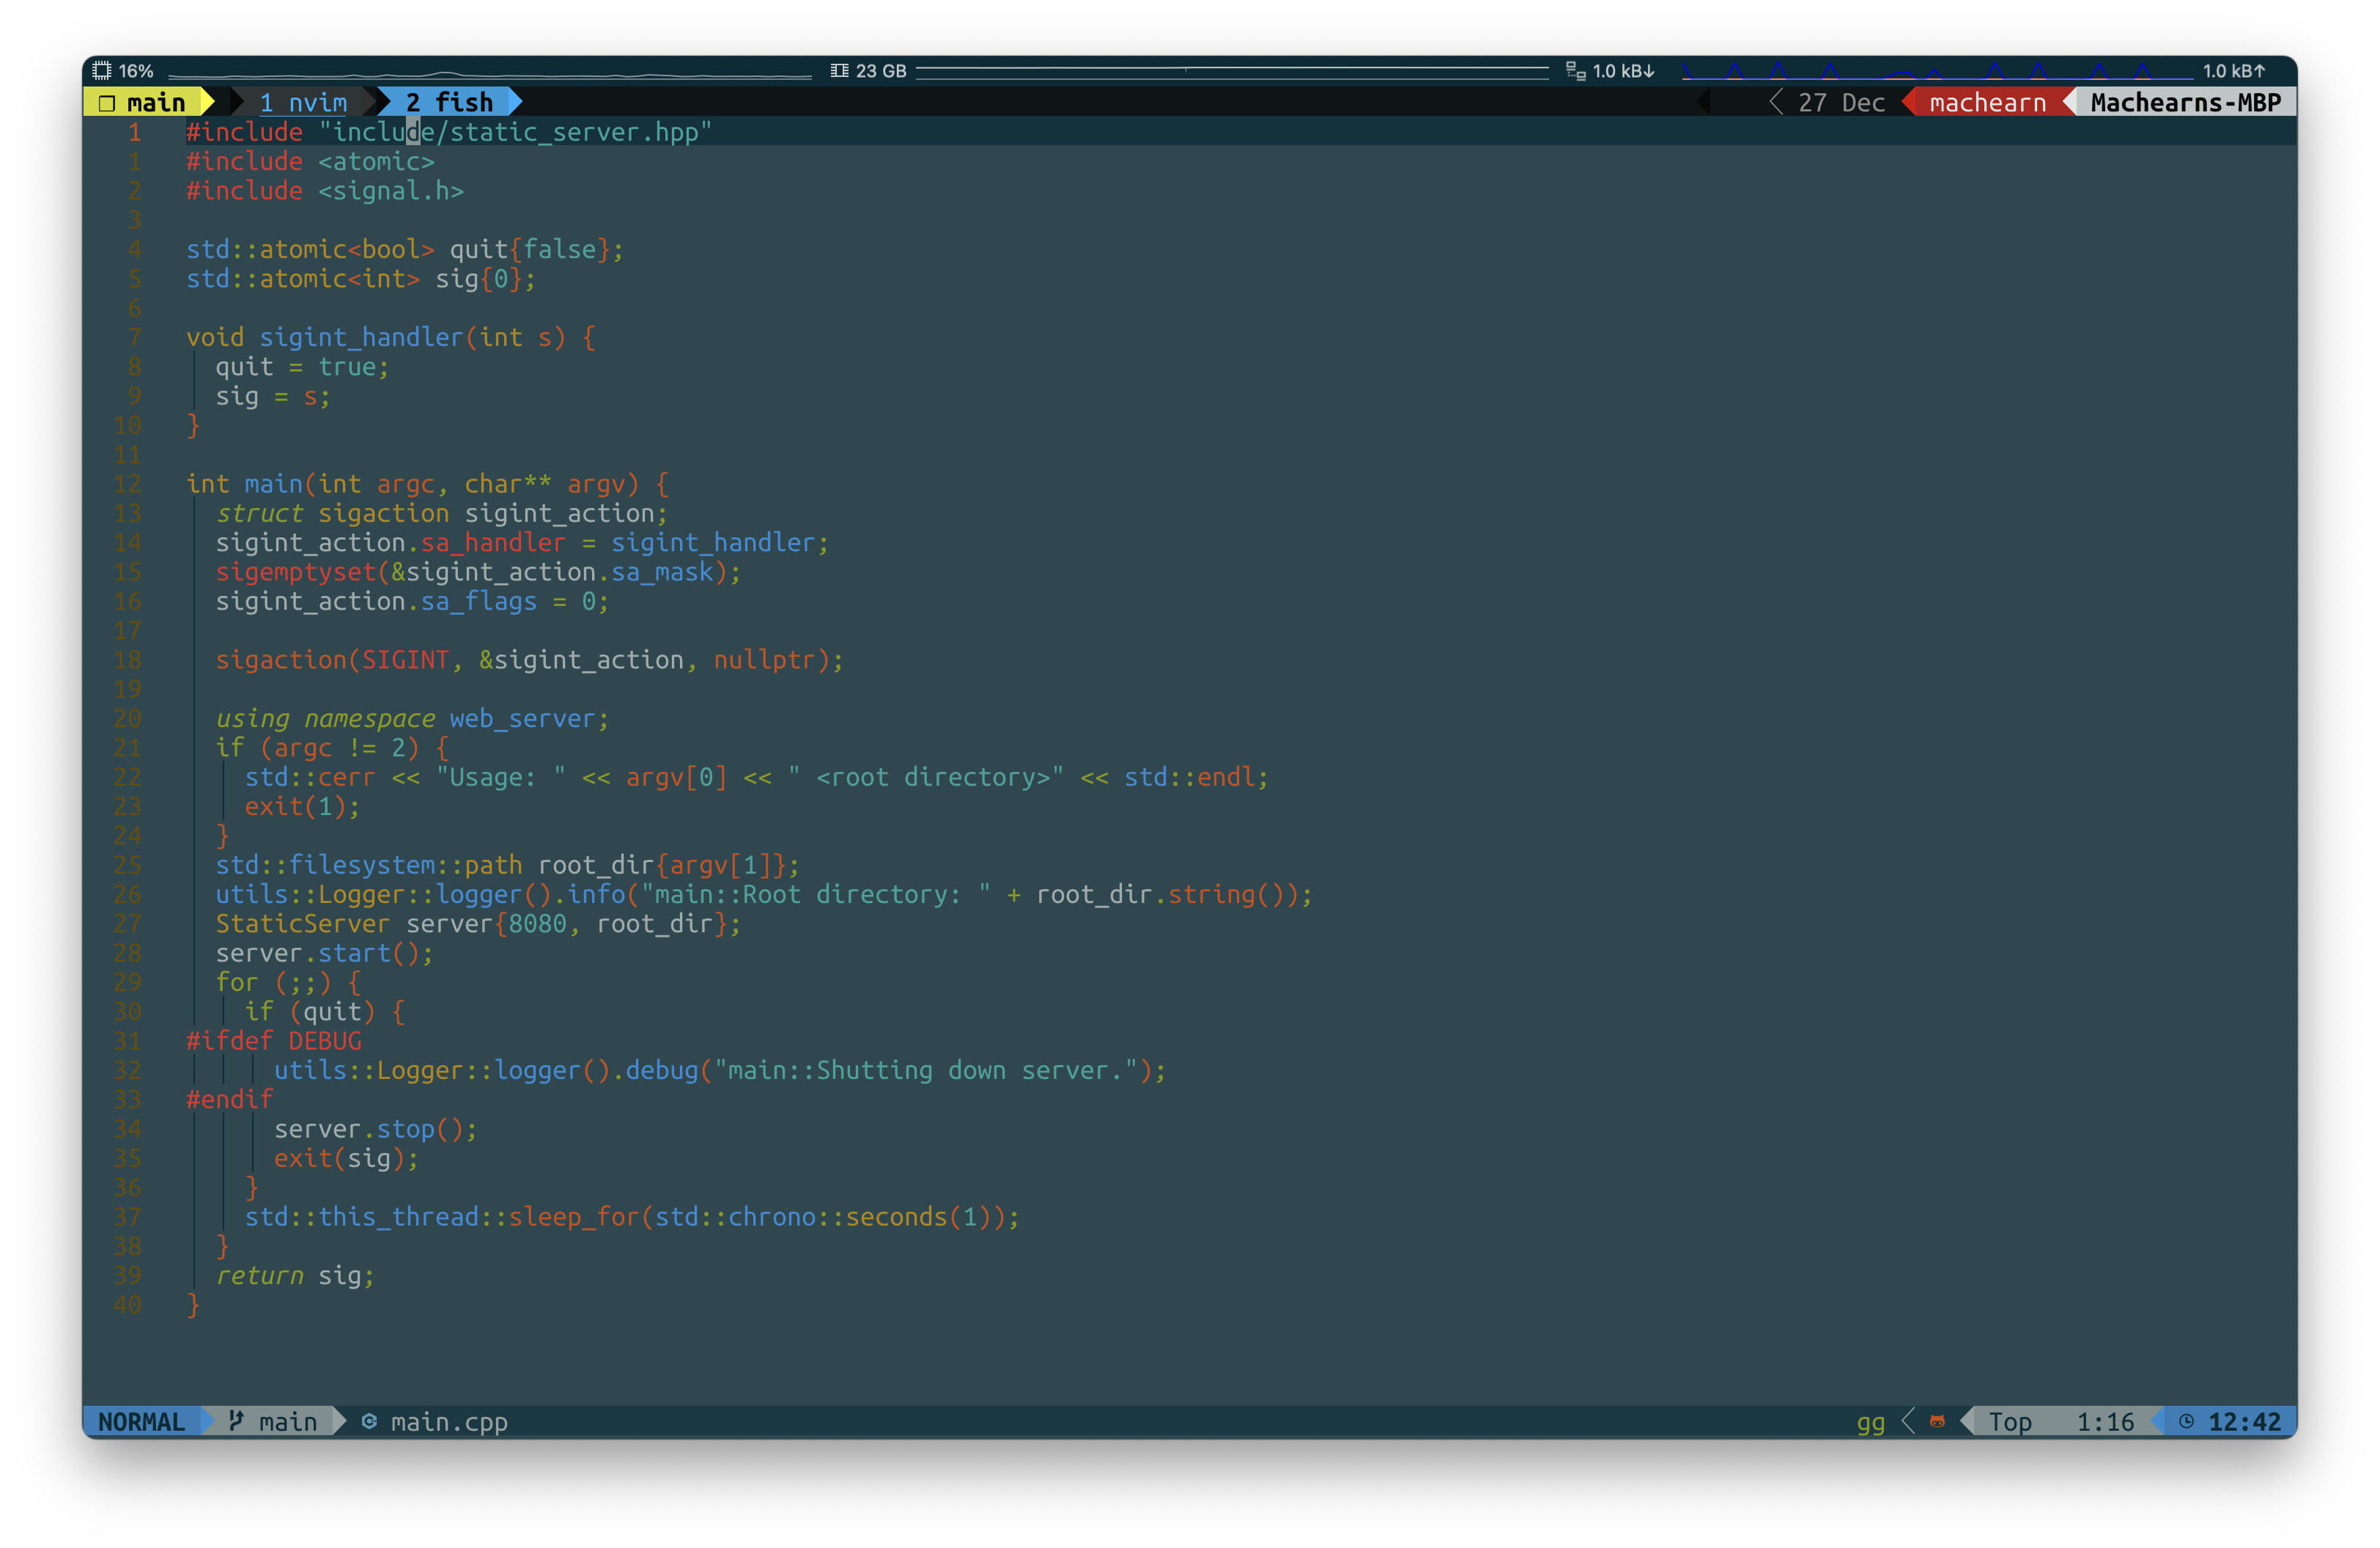 16% 23 GB 1.0 kB↓ 1.0 kB↑
❐ main 1 nvim 2 fish 27 Dec machearn Machearns-MBP
1 #include "include/static_server.hpp"
1 #include <atomic>
2 #include <signal.h>
3
4 std::atomic<bool> quit{false};
5 std::atomic<int> sig{0};
6
7 void sigint_handler(int s) {
8   quit = true;
9   sig = s;
10 }
11
12 int main(int argc, char** argv) {
13   struct sigaction sigint_action;
14   sigint_action.sa_handler = sigint_handler;
15   sigemptyset(&sigint_action.sa_mask);
16   sigint_action.sa_flags = 0;
17
18   sigaction(SIGINT, &sigint_action, nullptr);
19
20   using namespace web_server;
21   if (argc != 2) {
22     std::cerr << "Usage: " << argv[0] << " <root directory>" << std::endl;
23     exit(1);
24   }
25   std::filesystem::path root_dir{argv[1]};
26   utils::Logger::logger().info("main::Root directory: " + root_dir.string());
27   StaticServer server{8080, root_dir};
28   server.start();
29   for (;;) {
30     if (quit) {
31 #ifdef DEBUG
32       utils::Logger::logger().debug("main::Shutting down server.");
33 #endif
34       server.stop();
35       exit(sig);
36     }
37     std::this_thread::sleep_for(std::chrono::seconds(1));
38   }
39   return sig;
40 }
NORMAL main main.cpp gg Top 1:16 12:42